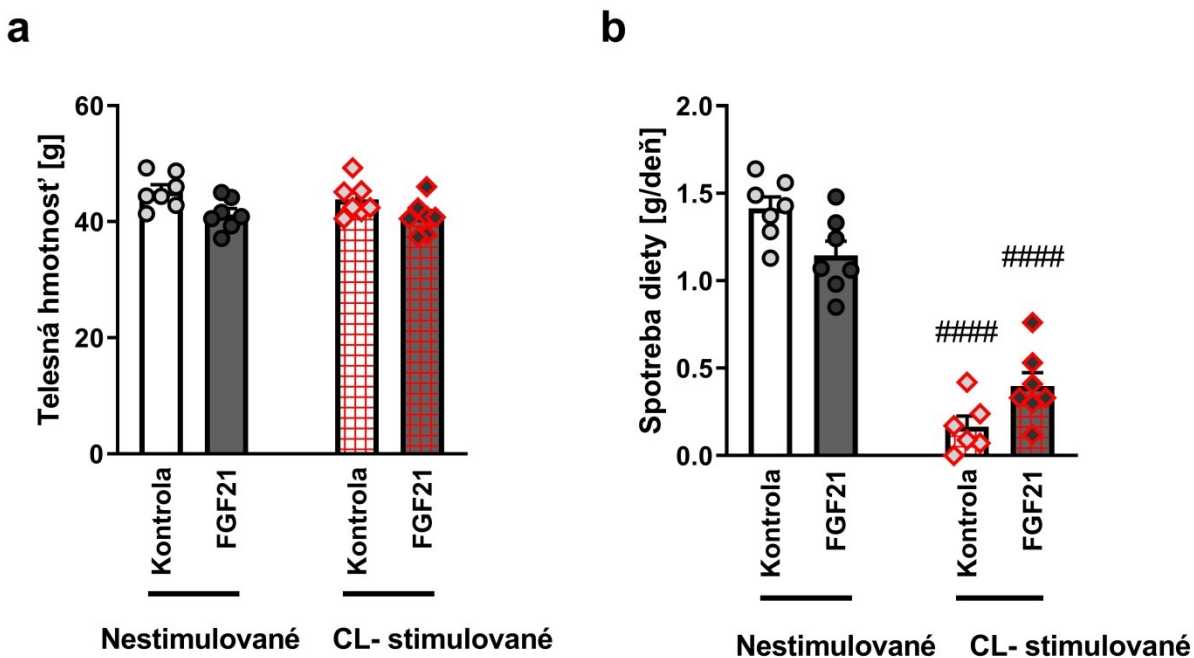 a
Telesná hmotnosť [g]
60
40
20
0
Kontrola
FGF21
Kontrola
FGF21
Nestimulované
CL- stimulované
b
Spotreba diety [g/deň]
2.0
1.5
1.0
0.5
0.0
####
####
Kontrola
FGF21
Kontrola
FGF21
Nestimulované
CL- stimulované